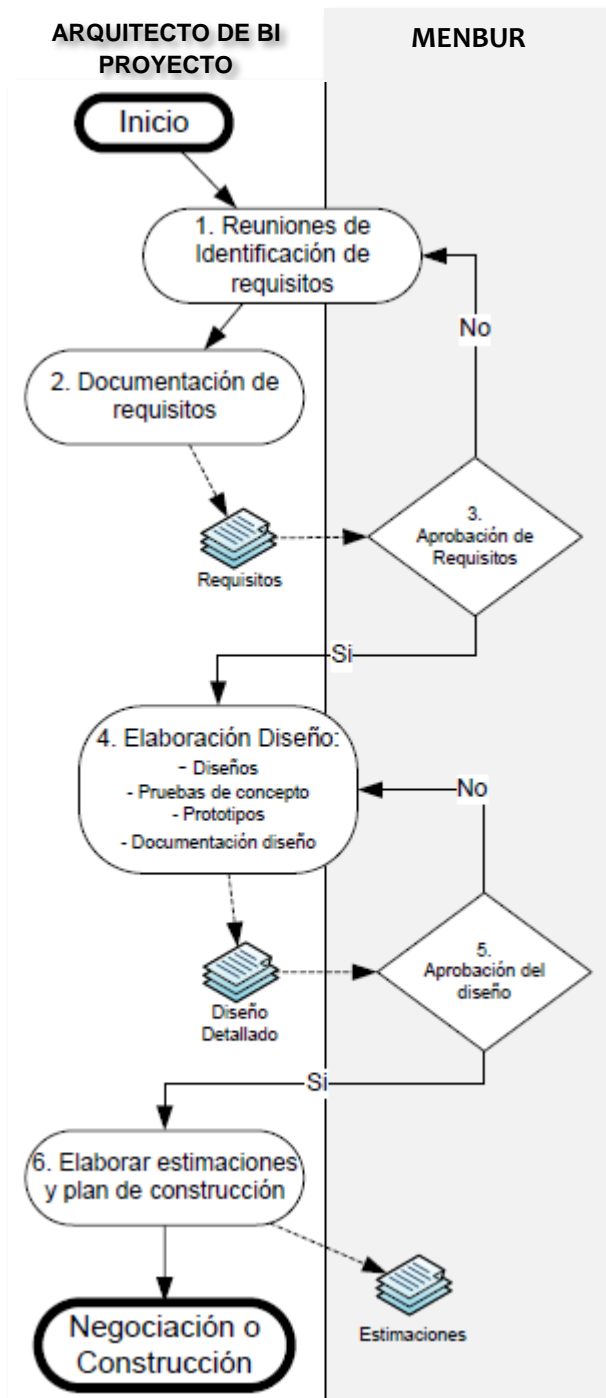 ARQUITECTO DE BI
PROYECTO
MENBUR
Inicio
1. Reuniones de
Identificación de
requisitos
No
2. Documentación de
requisitos
3.
Aprobación de
Requisitos
Requisitos
Si
4. Elaboración Diseño:
- Diseños
- Pruebas de concepto
- Prototipos
- Documentación diseño
No
5.
Aprobación del
diseño
Diseño
Detallado
Si
6. Elaborar estimaciones
y plan de construcción
Estimaciones
Negociación o
Construcción